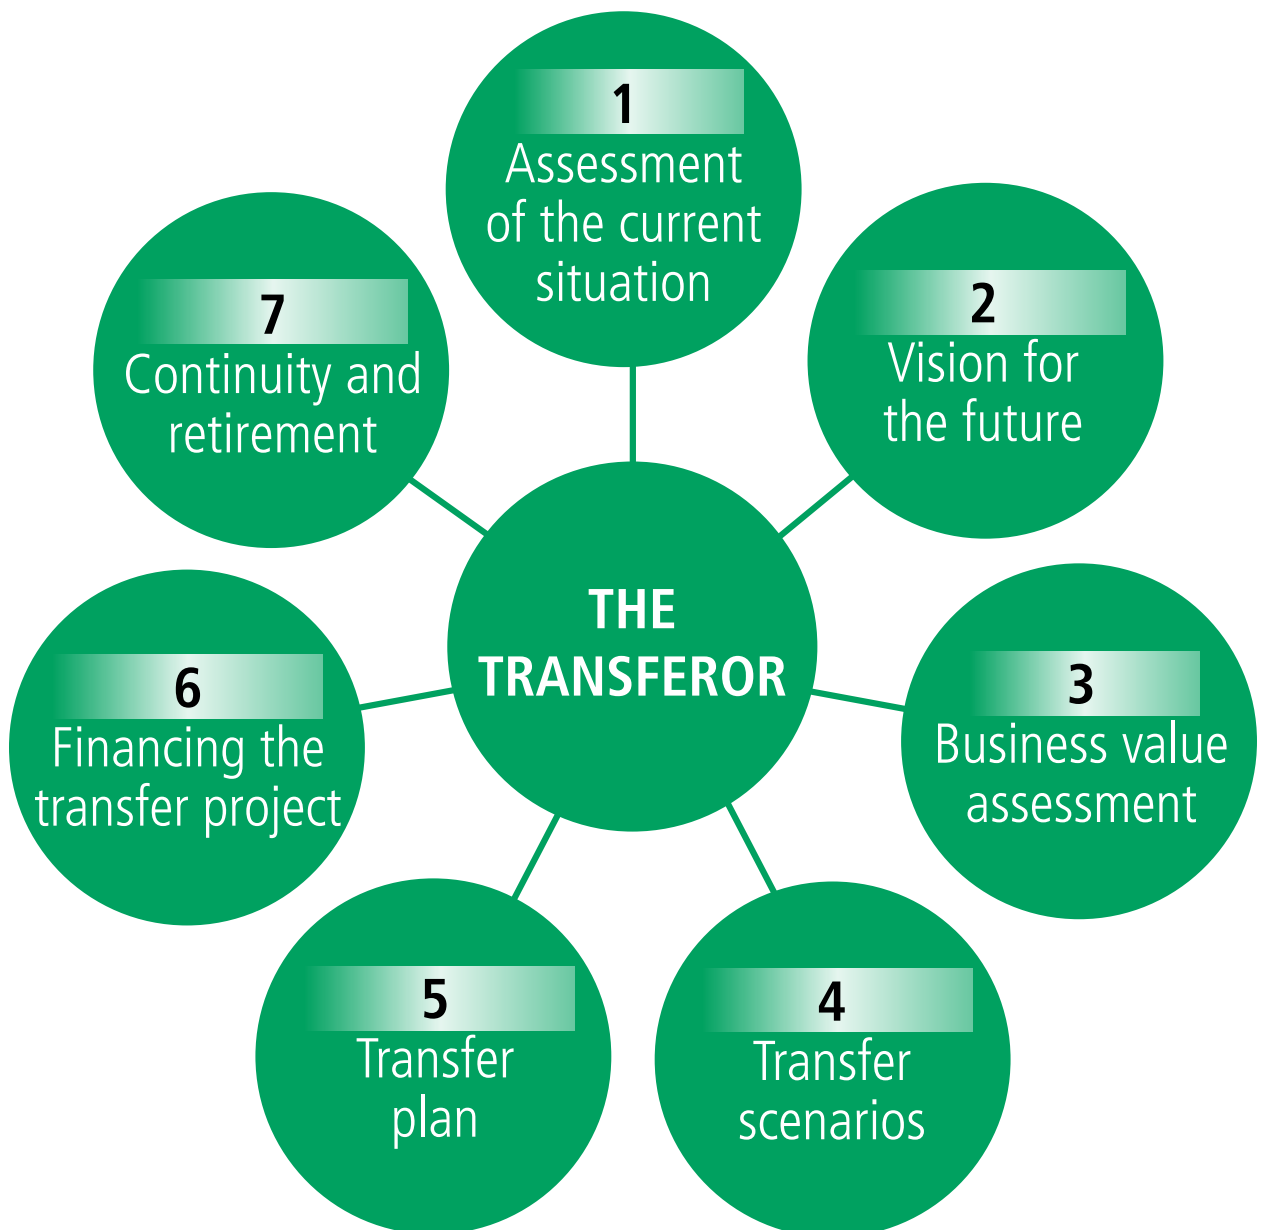 1
Assessment
of the current
situation
2
Vision for
the future
3
Business value
assessment
4
Transfer
scenarios
5
Transfer
plan
6
Financing the
transfer project
7
Continuity and
retirement
THE
TRANSFEROR